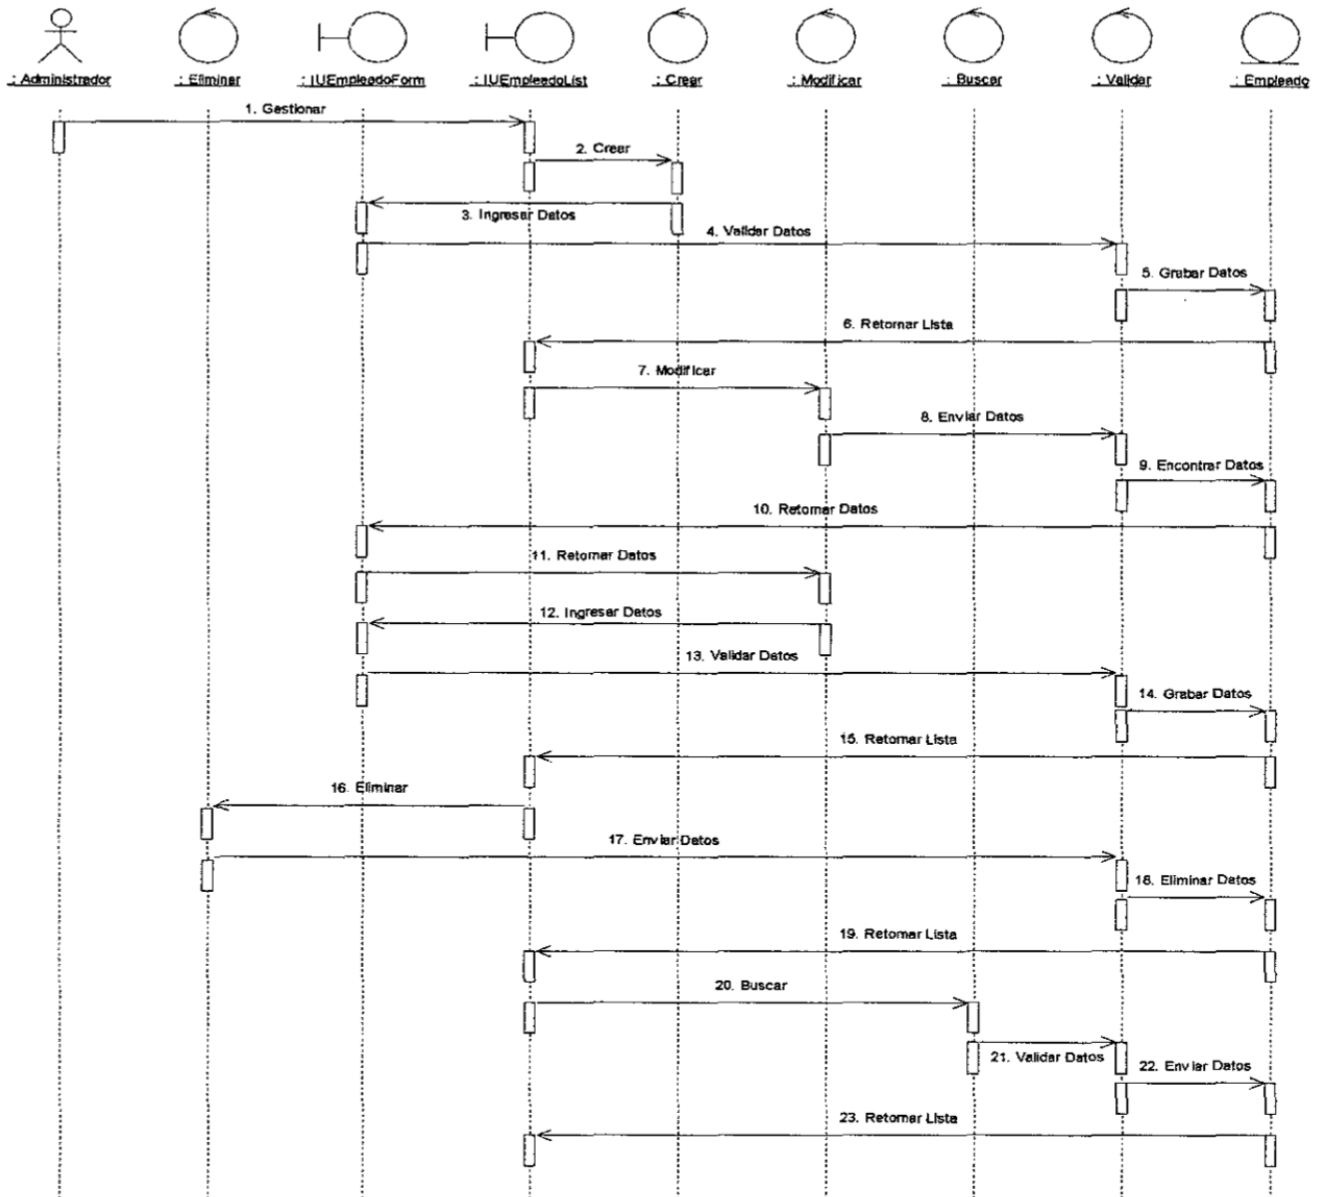 : Administrador
: Eliminar
: IUEmpleadoForm
: IUEmpleadoList
: Crear
: Modificar
: Buscar
: Validar
: Empleado
1. Gestionar
2. Crear
3. Ingresar Datos
4. Validar Datos
5. Grabar Datos
6. Retornar Lista
7. Modificar
8. Enviar Datos
9. Encontrar Datos
10. Retornar Datos
11. Retornar Datos
12. Ingresar Datos
13. Validar Datos
14. Grabar Datos
15. Retornar Lista
16. Eliminar
17. Enviar Datos
18. Eliminar Datos
19. Retornar Lista
20. Buscar
21. Validar Datos
22. Enviar Datos
23. Retornar Lista